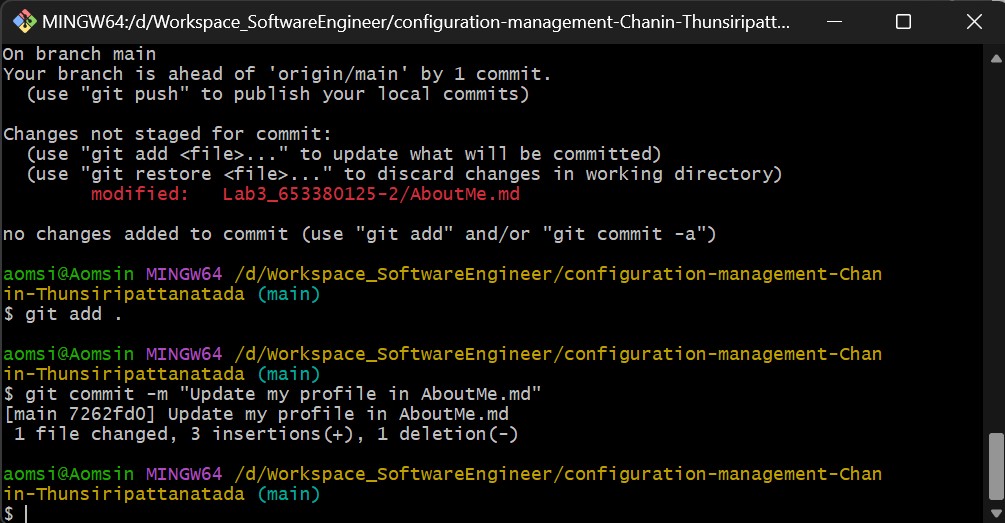 MINGW64:/d/Workspace_SoftwareEngineer/configuration-management-Chanin-Thunsiripatt...
On branch main
Your branch is ahead of 'origin/main' by 1 commit.
  (use "git push" to publish your local commits)
Changes not staged for commit:
  (use "git add <file>..." to update what will be committed)
  (use "git restore <file>..." to discard changes in working directory)
        modified:   Lab3_653380125-2/AboutMe.md
no changes added to commit (use "git add" and/or "git commit -a")
aomsi@Aomsin MINGW64 /d/Workspace_SoftwareEngineer/configuration-management-Chan
in-Thunsiripattanatada (main)
$ git add .
aomsi@Aomsin MINGW64 /d/Workspace_SoftwareEngineer/configuration-management-Chan
in-Thunsiripattanatada (main)
$ git commit -m "Update my profile in AboutMe.md"
[main 7262fd0] Update my profile in AboutMe.md
 1 file changed, 3 insertions(+), 1 deletion(-)
aomsi@Aomsin MINGW64 /d/Workspace_SoftwareEngineer/configuration-management-Chan
in-Thunsiripattanatada (main)
$